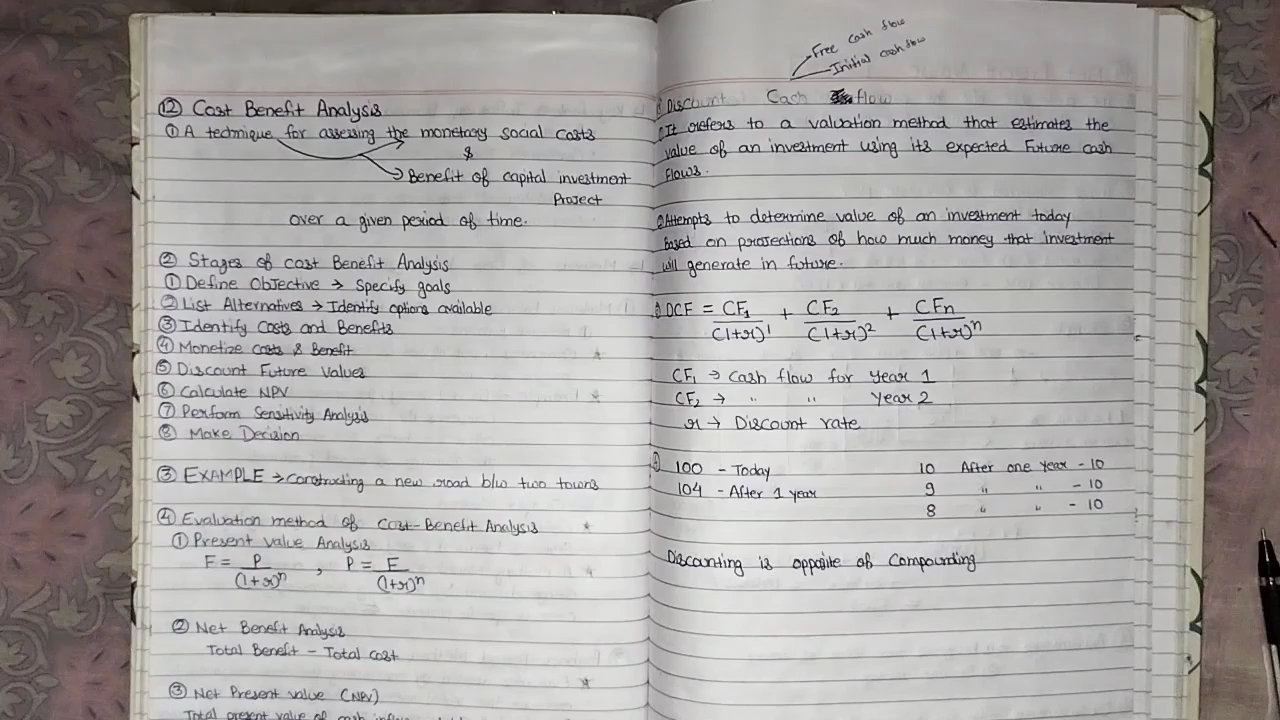 ⑫ Cost Benefit Analysis
① A technique for assessing the monetary social costs
&
→ Benefit of capital investment
Project
over a given period of time.
② Stages of cost Benefit Analysis
① Define Objective → Specify goals
② List Alternatives → Identify options available
③ Identify Costs and Benefits
④ Monetize costs & Benefit
⑤ Discount Future Values
⑥ Calculate NPV
⑦ Perform Sensitivity Analysis
⑧ Make Decision
③ EXAMPLE → Constructing a new road b/w two towns
④ Evaluation method of Cost-Benefit Analysis
① Present Value Analysis
F = P/(1+r)^n , P = F/(1+r)^n
② Net Benefit Analysis
Total Benefit - Total cost
③ Net Present value (NPV)
Total present value of cash
Free cash flow
Initial cash flow
Discount Cash flow
① It refers to a valuation method that estimates the
value of an investment using its expected Future cash
Flows.
② Attempts to determine value of an investment today
Based on projections of how much money that investment
will generate in future.
③ DCF = CF₁/(1+r)^1 + CF₂/(1+r)^2 + CFn/(1+r)^n
CF₁ → Cash flow for year 1
CF₂ → " " Year 2
r → Discount rate
④ 100 - Today 10 After one year - 10
104 - After 1 year 9 " " - 10
8 " " - 10
Discounting is opposite of Compounding